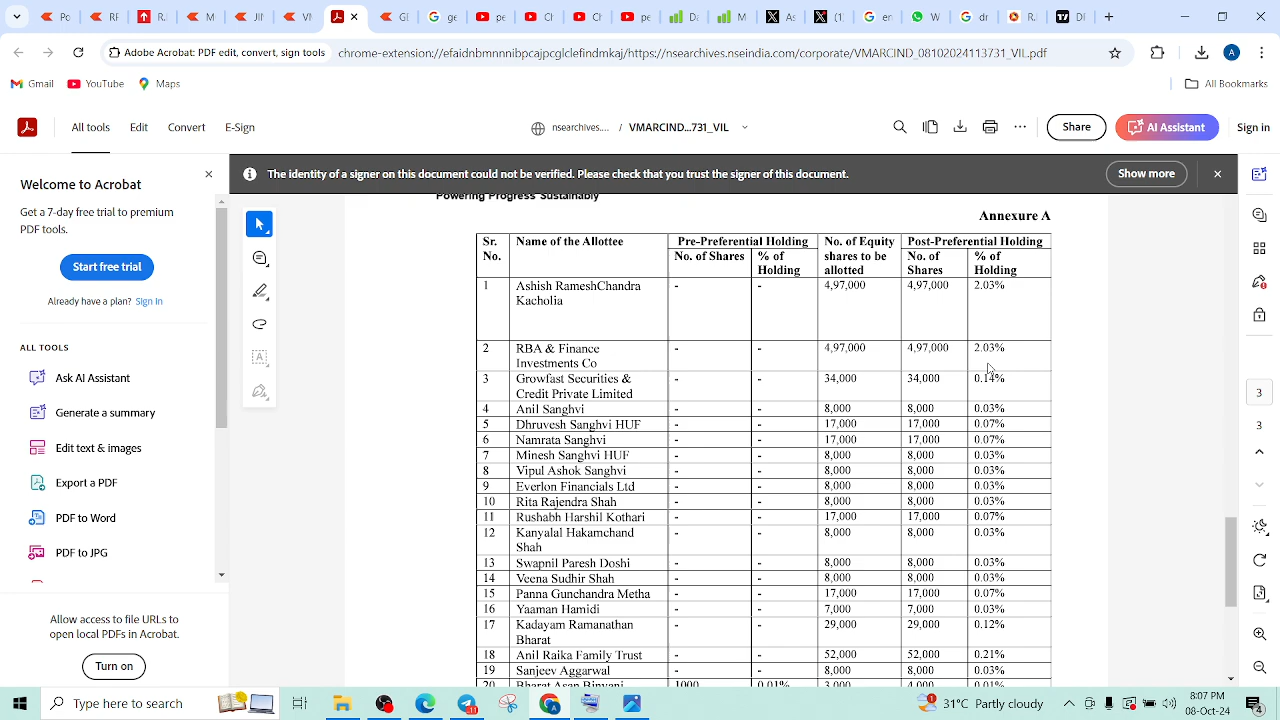 Adobe Acrobat: PDF edit, convert, sign tools
chrome-extension://efaidnbmnnnibpcajpcglclefindmkaj/https://nsearchives.nseindia.com/corporate/VMARCIND_08102024113731_VIL.pdf
Gmail
YouTube
Maps
All Bookmarks
All tools
Edit
Convert
E-Sign
nsearchives.... / VMARCIND...731_VIL
Share
AI Assistant
Sign in
The identity of a signer on this document could not be verified. Please check that you trust the signer of this document.
Show more
Welcome to Acrobat
Get a 7-day free trial to premium
PDF tools.
Start free trial
Already have a plan? Sign In
ALL TOOLS
Ask AI Assistant
Generate a summary
Edit text & images
Export a PDF
PDF to Word
PDF to JPG
Allow access to file URLs to
open local PDFs in Acrobat.
Turn on
Powering Progress Sustainably
Annexure A
Sr. No. Name of the Allottee Pre-Preferential Holding No. of Equity shares to be allotted Post-Preferential Holding
No. of Shares % of Holding No. of Shares % of Holding
1 Ashish RameshChandra Kacholia - - 4,97,000 4,97,000 2.03%
2 RBA & Finance Investments Co - - 4,97,000 4,97,000 2.03%
3 Growfast Securities & Credit Private Limited - - 34,000 34,000 0.14%
4 Anil Sanghvi - - 8,000 8,000 0.03%
5 Dhruvesh Sanghvi HUF - - 17,000 17,000 0.07%
6 Namrata Sanghvi - - 17,000 17,000 0.07%
7 Minesh Sanghvi HUF - - 8,000 8,000 0.03%
8 Vipul Ashok Sanghvi - - 8,000 8,000 0.03%
9 Everlon Financials Ltd - - 8,000 8,000 0.03%
10 Rita Rajendra Shah - - 8,000 8,000 0.03%
11 Rushabh Harshil Kothari - - 17,000 17,000 0.07%
12 Kanyalal Hakamchand Shah - - 8,000 8,000 0.03%
13 Swapnil Paresh Doshi - - 8,000 8,000 0.03%
14 Veena Sudhir Shah - - 8,000 8,000 0.03%
15 Panna Gunchandra Metha - - 17,000 17,000 0.07%
16 Yaaman Hamidi - - 7,000 7,000 0.03%
17 Kadayam Ramanathan Bharat - - 29,000 29,000 0.12%
18 Anil Raika Family Trust - - 52,000 52,000 0.21%
19 Sanjeev Aggarwal - - 8,000 8,000 0.03%
3
3
Type here to search
31°C Partly cloudy
8:07 PM
08-Oct-24